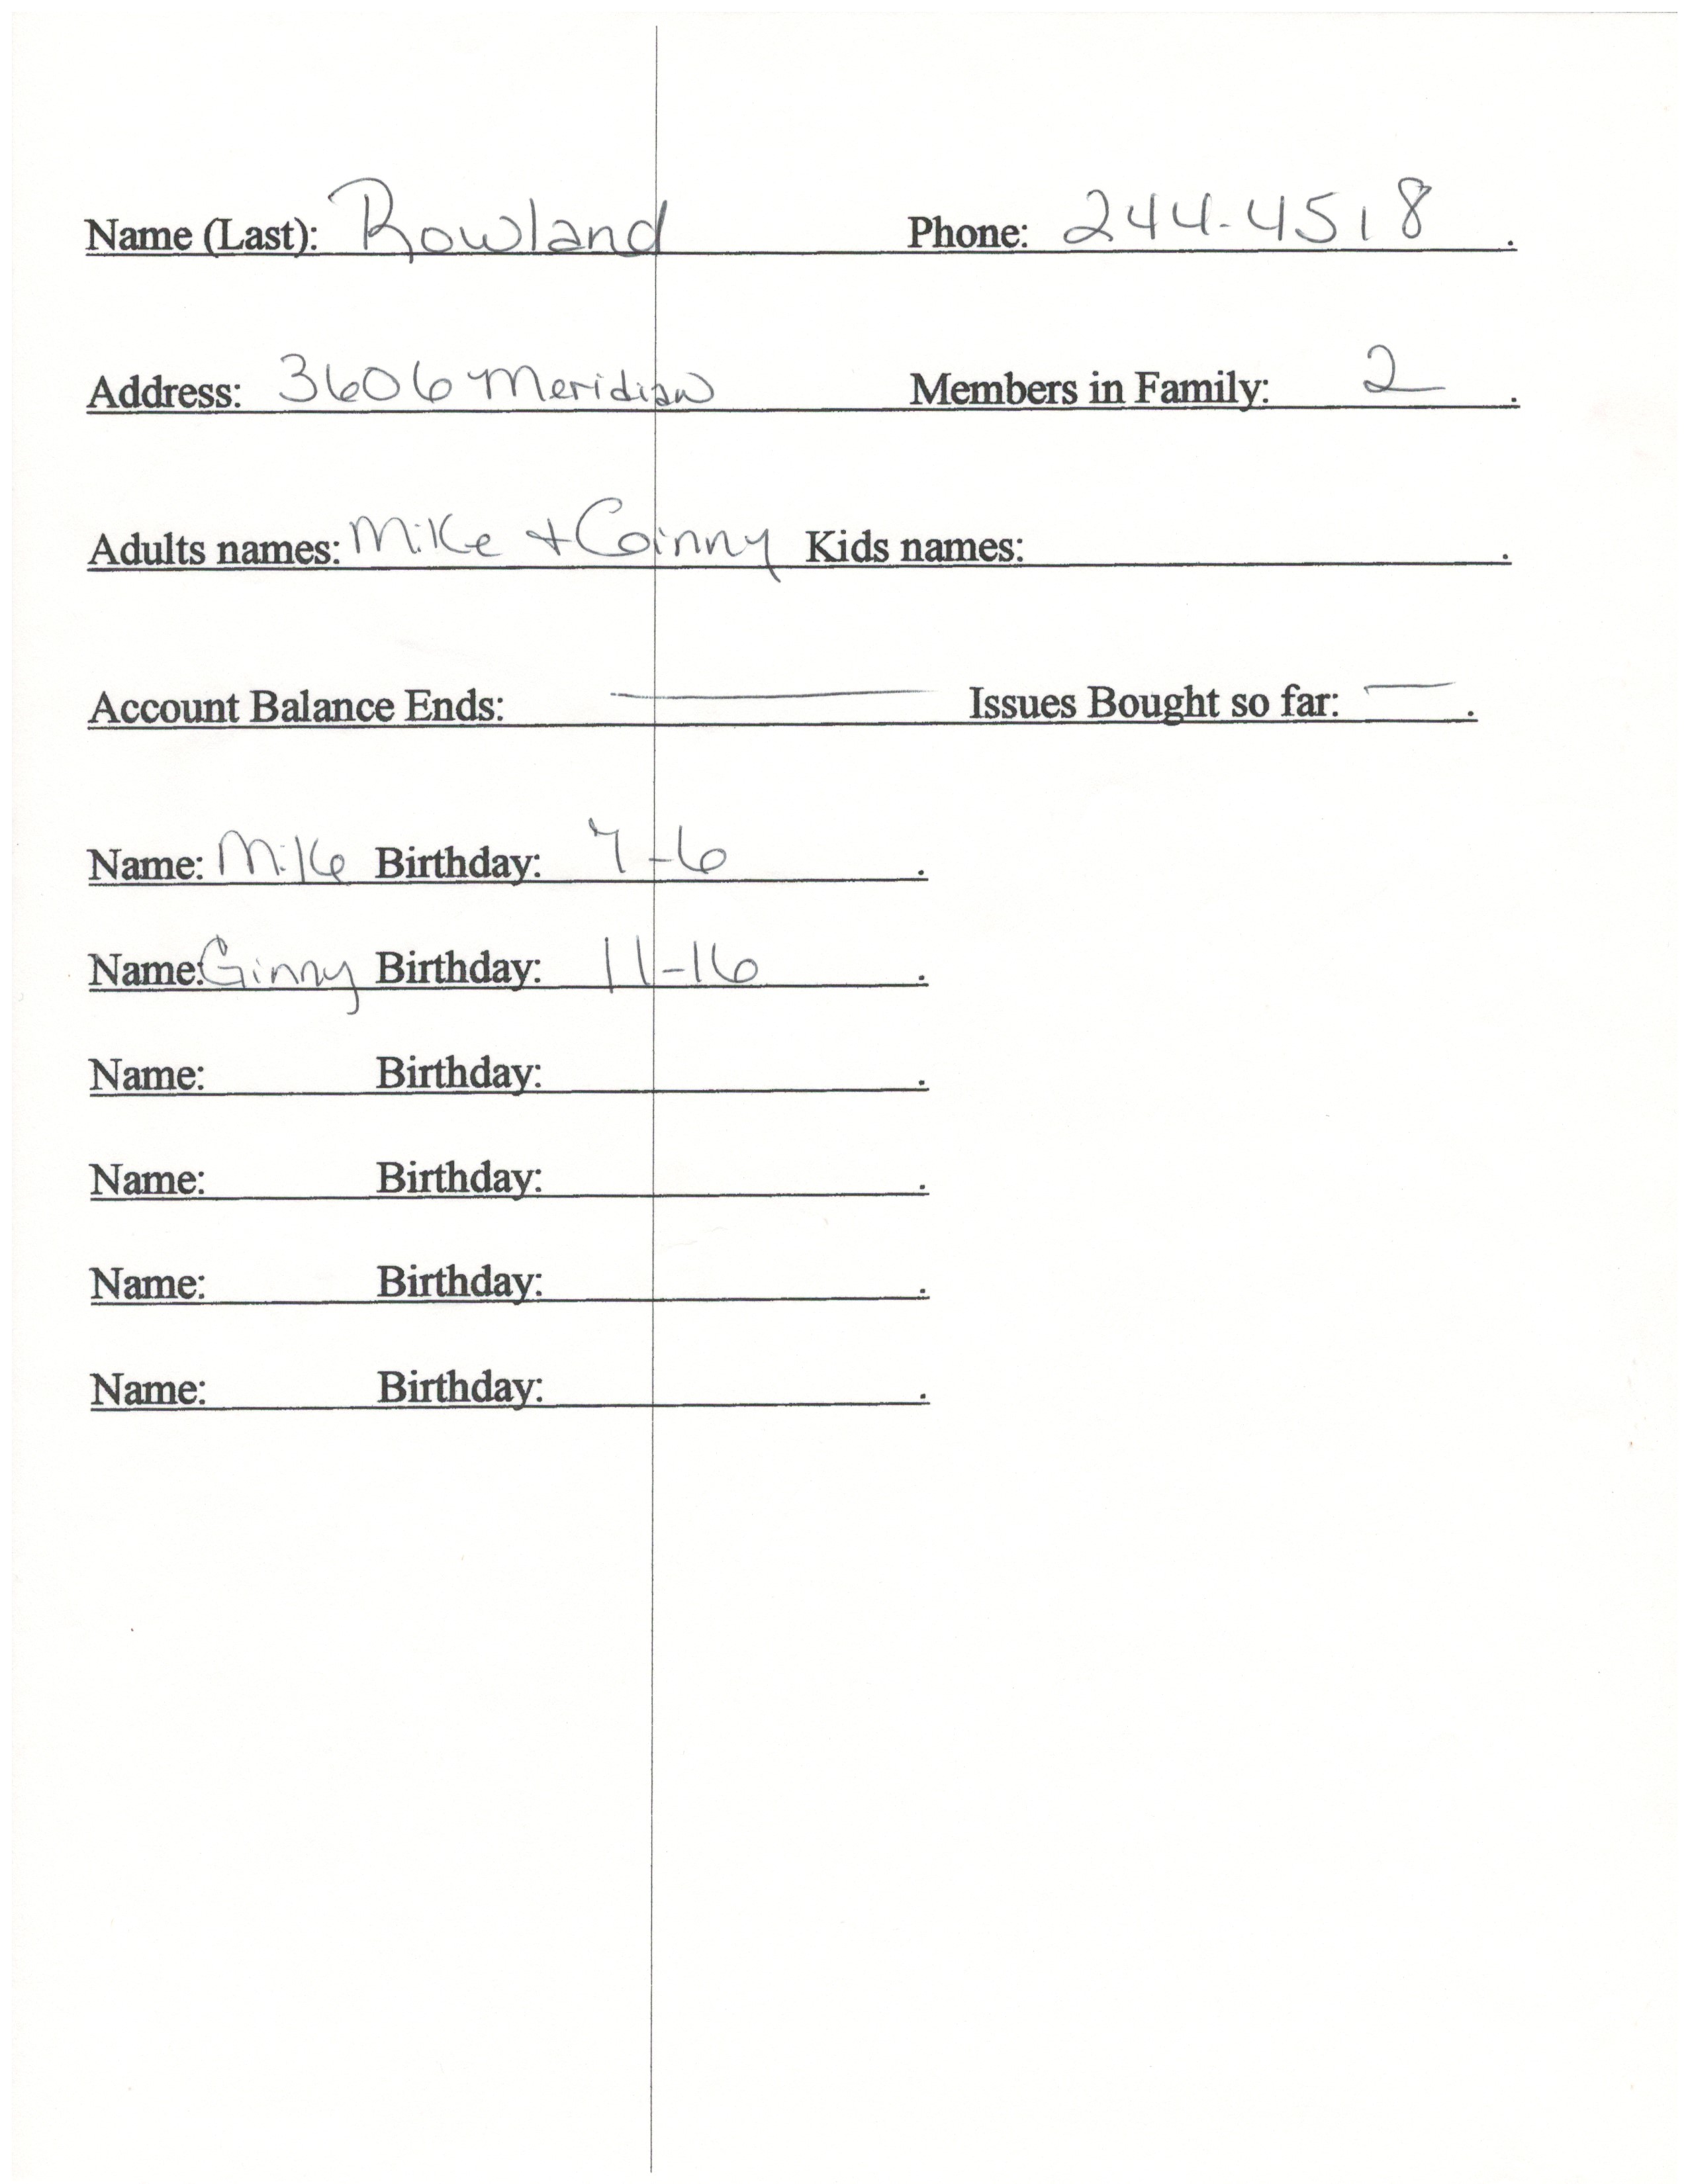 Name (Last): Rowland Phone: 244-4518.
Address: 3606 Meridian Members in Family: 2.
Adults names: Mike + Ginny Kids names: .
Account Balance Ends: — Issues Bought so far: —.
Name: Mike Birthday: 7-6.
Name: Ginny Birthday: 11-16.
Name: Birthday: .
Name: Birthday: .
Name: Birthday: .
Name: Birthday: .